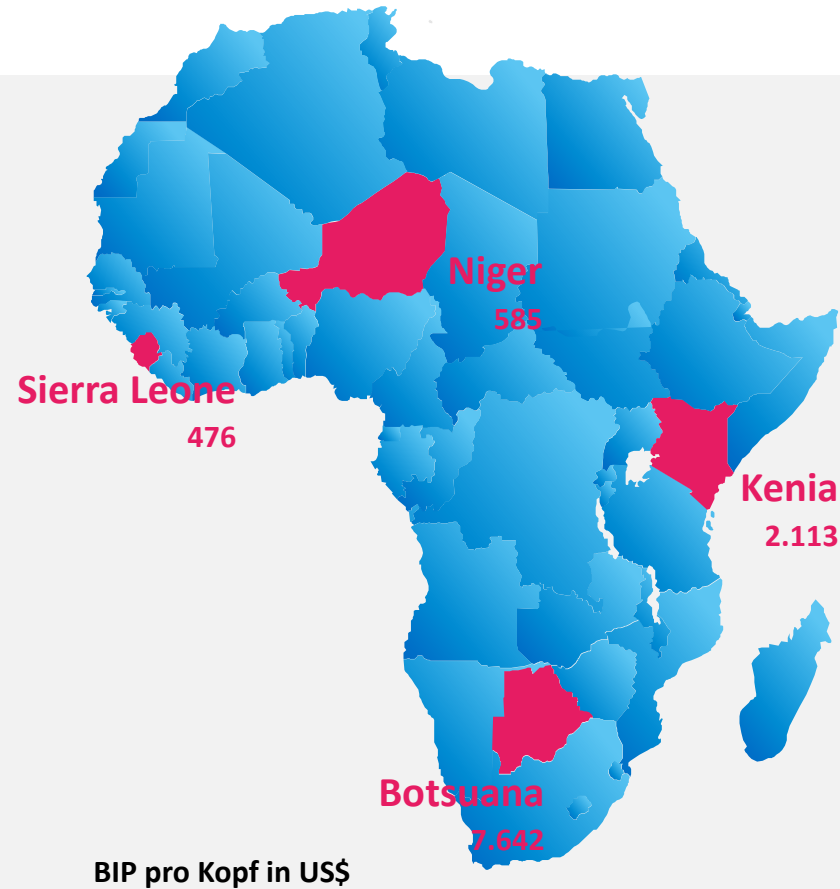 Niger
585
Sierra Leone
476
Kenia
2.113
Botsuana
7.642
BIP pro Kopf in US$